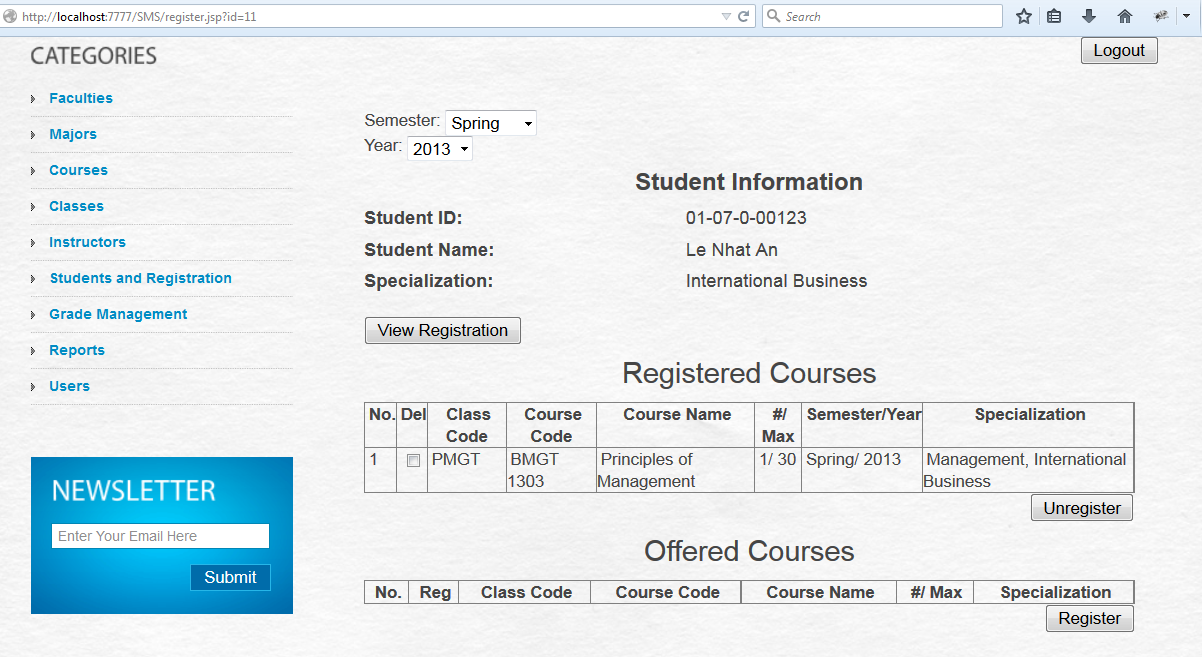 http://localhost:7777/SMS/register.jsp?id=11
Search
CATEGORIES
Logout
Faculties
Majors
Courses
Classes
Instructors
Students and Registration
Grade Management
Reports
Users
NEWSLETTER
Enter Your Email Here
Submit
Semester: Spring
Year: 2013
Student Information
Student ID: 01-07-0-00123
Student Name: Le Nhat An
Specialization: International Business
View Registration
Registered Courses
No. Del Class Course Course Name #/ Semester/Year Specialization
Code Code Max
1 PMGT BMGT Principles of 1/ 30 Spring/ 2013 Management, International
1303 Management Business
Unregister
Offered Courses
No. Reg Class Code Course Code Course Name #/ Max Specialization
Register